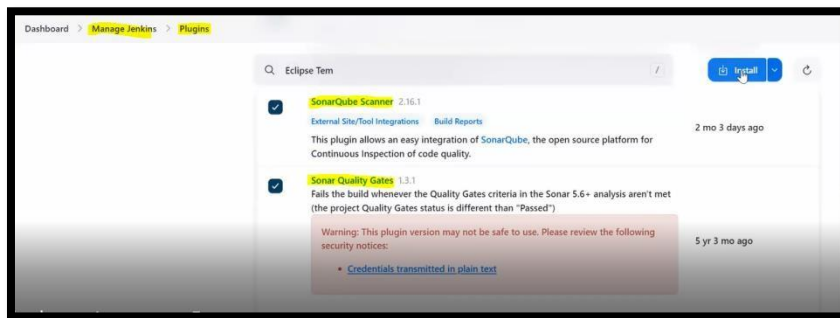 Dashboard > Manage Jenkins > Plugins
Eclipse Tem /
Install
SonarQube Scanner 2.16.1
External Site/Tool Integrations Build Reports
This plugin allows an easy integration of SonarQube, the open source platform for
Continuous Inspection of code quality.
2 mo 3 days ago
Sonar Quality Gates 1.3.1
Fails the build whenever the Quality Gates criteria in the Sonar 5.6+ analysis aren't met
(the project Quality Gates status is different than "Passed")
Warning: This plugin version may not be safe to use. Please review the following
security notices:
• Credentials transmitted in plain text
5 yr 3 mo ago